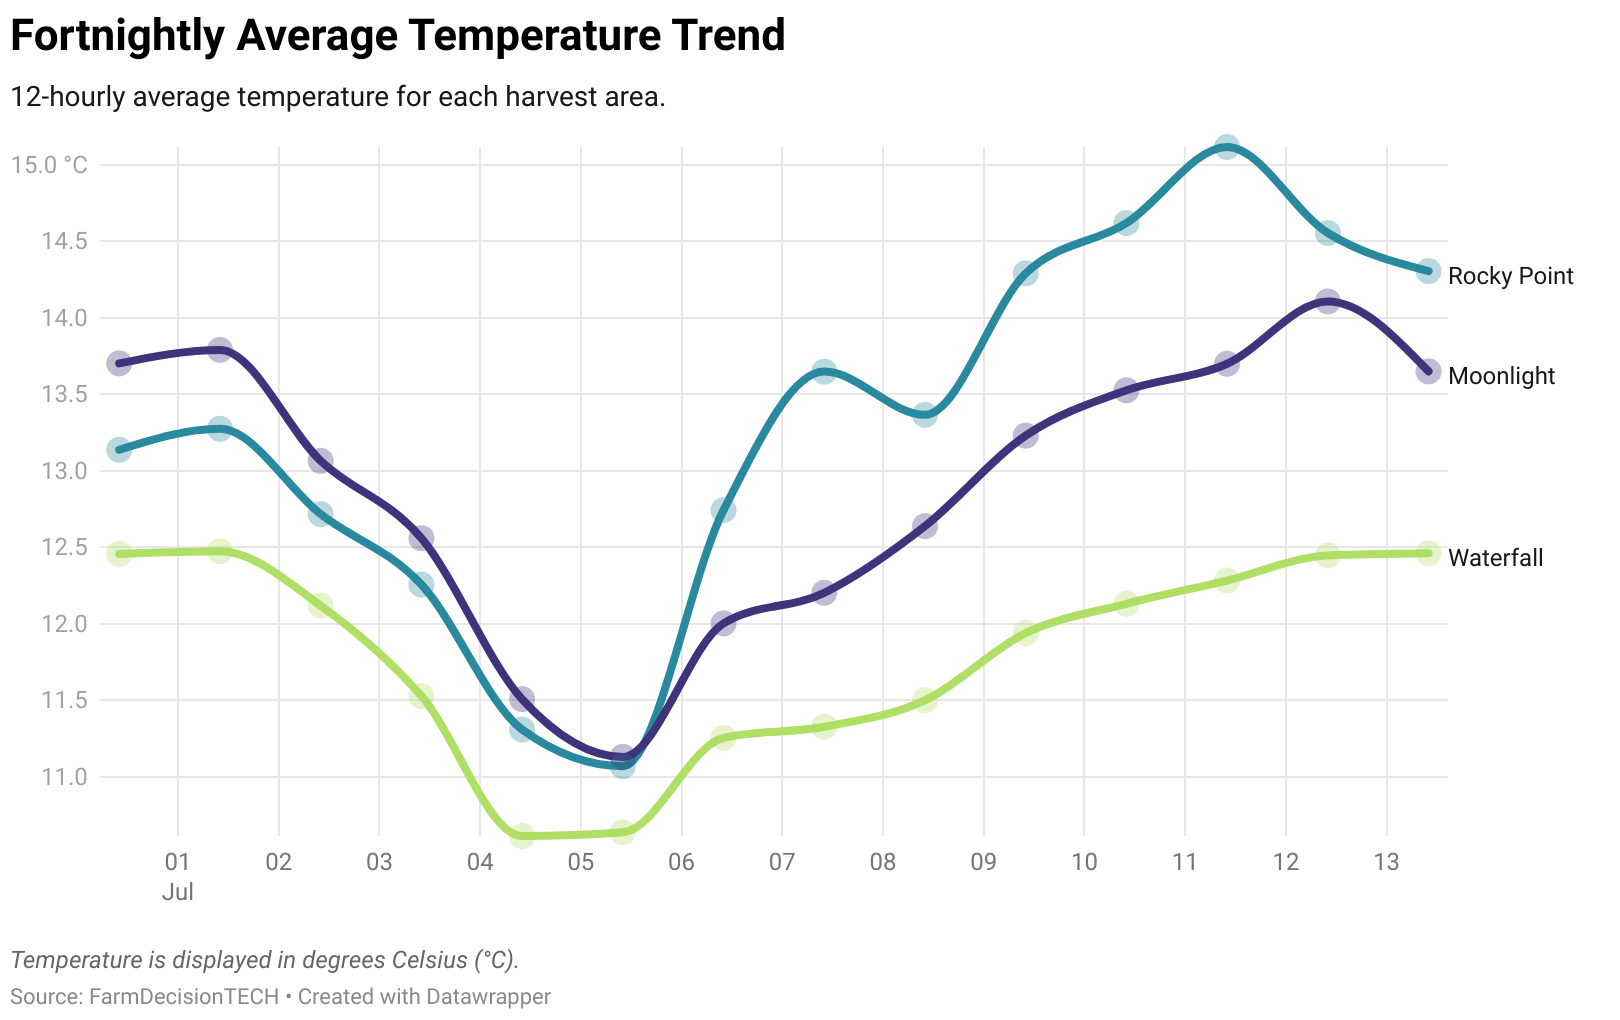 Fortnightly Average Temperature Trend
12-hourly average temperature for each harvest area.
15.0 °C
14.5
14.0
13.5
13.0
12.5
12.0
11.5
11.0
Rocky Point
Moonlight
Waterfall
01 02 03 04 05 06 07 08 09 10 11 12 13
Jul
Temperature is displayed in degrees Celsius (°C).
Source: FarmDecisionTECH • Created with Datawrapper